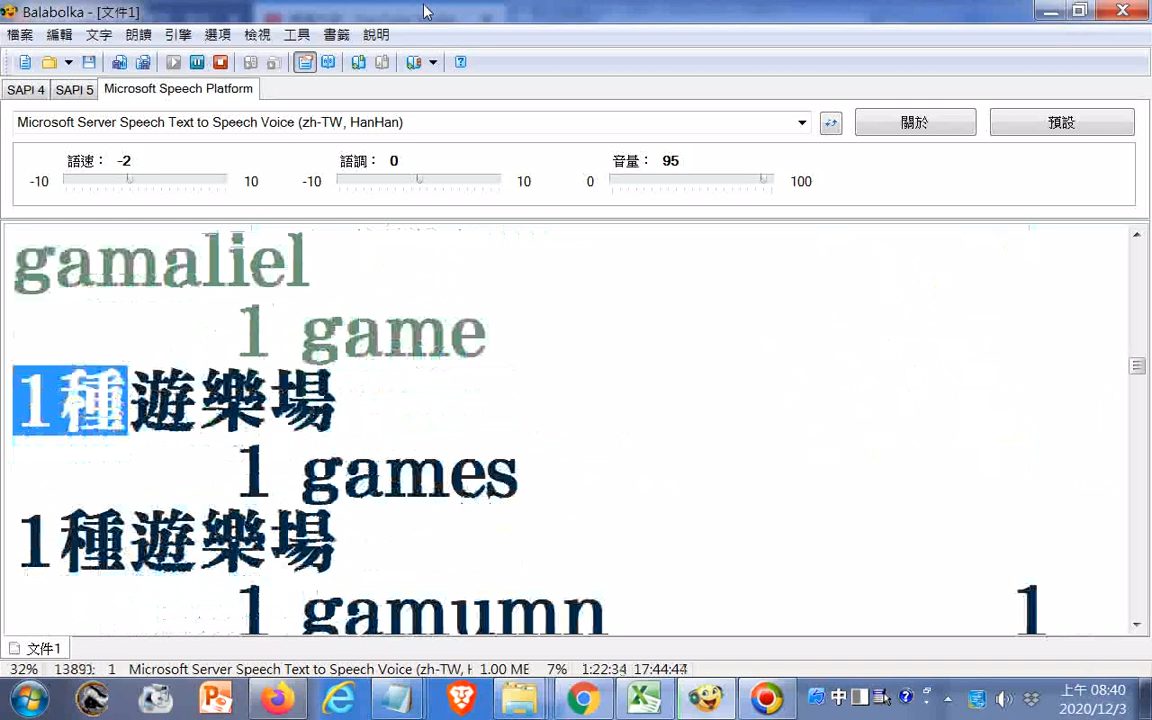 Balabolka - [文件1]
檔案 編輯 文字 朗讀 引擎 選項 檢視 工具 書籤 說明
SAPI 4 SAPI 5 Microsoft Speech Platform
Microsoft Server Speech Text to Speech Voice (zh-TW, HanHan) 關於 預設
語速： -2 語調： 0 音量： 95
-10 10 -10 10 0 100
gamaliel
1 game
1種遊樂場
1 games
1種遊樂場
1 gamumn 1
文件1
32% 1 Microsoft Server Speech Text to Speech Voice (zh-TW, 1.00 ME 7% 1:22:34 17:44:44
中 上午 08:40
2020/12/3